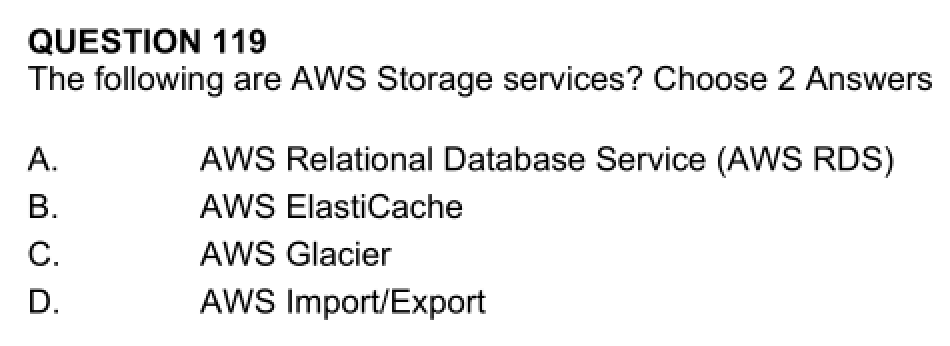 QUESTION 119
The following are AWS Storage services? Choose 2 Answers
A. AWS Relational Database Service (AWS RDS)
B. AWS ElastiCache
C. AWS Glacier
D. AWS Import/Export